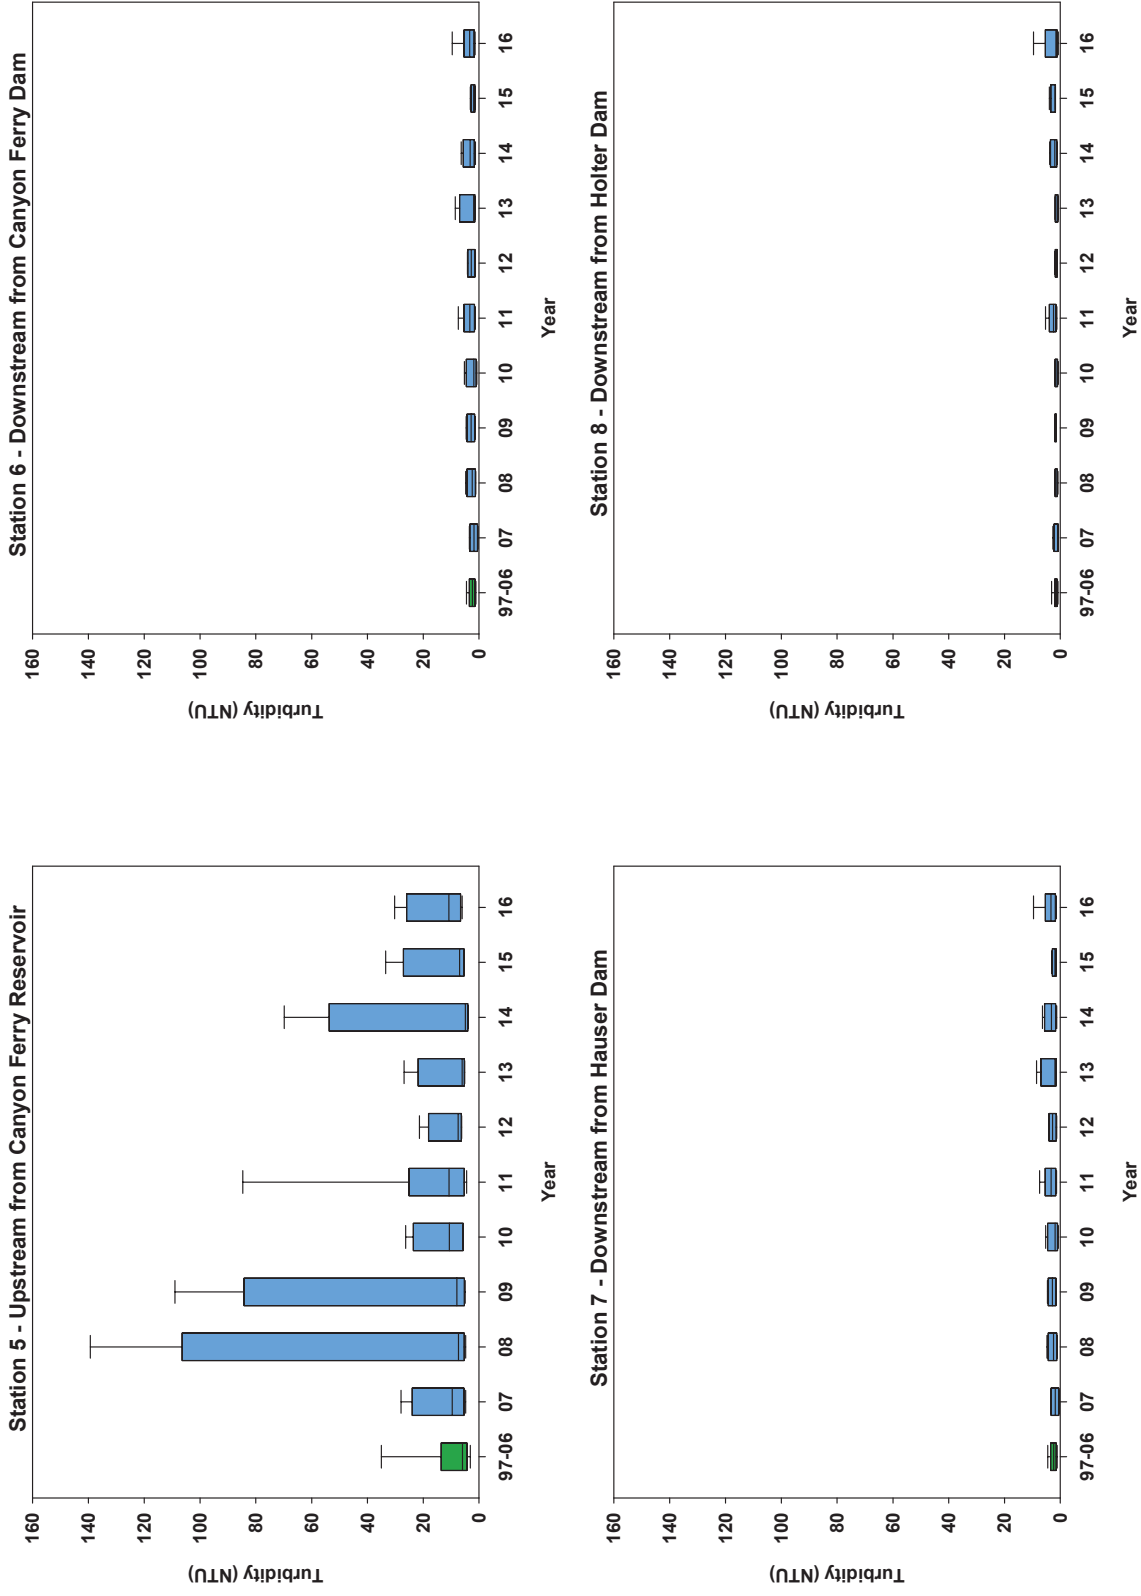 Station 5 - Upstream from Canyon Ferry Reservoir
Turbidity (NTU)
160
140
120
100
80
60
40
20
0
97-06 07 08 09 10 11 12 13 14 15 16
Year
Station 6 - Downstream from Canyon Ferry Dam
Turbidity (NTU)
160
140
120
100
80
60
40
20
0
97-06 07 08 09 10 11 12 13 14 15 16
Year
Station 7 - Downstream from Hauser Dam
Turbidity (NTU)
160
140
120
100
80
60
40
20
0
97-06 07 08 09 10 11 12 13 14 15 16
Year
Station 8 - Downstream from Holter Dam
Turbidity (NTU)
160
140
120
100
80
60
40
20
0
97-06 07 08 09 10 11 12 13 14 15 16
Year